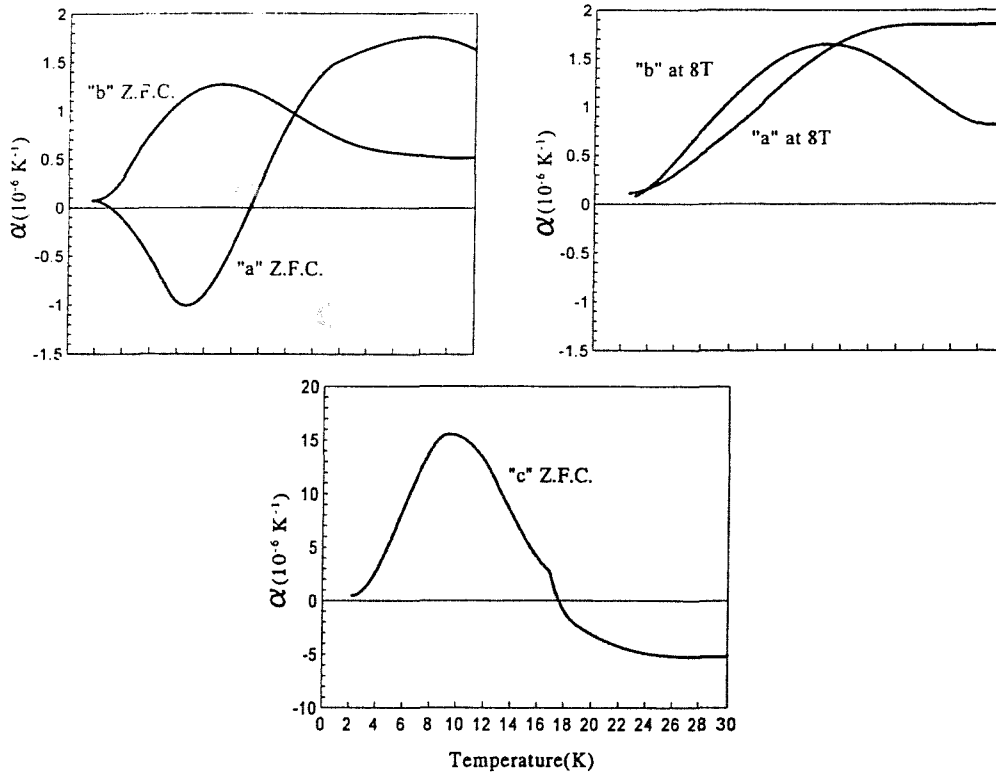 2
1.5
1
0.5
0
-0.5
-1
-1.5
α(10⁻⁶ K⁻¹)
"b" Z.F.C.
"a" Z.F.C.
2
1.5
1
0.5
0
-0.5
-1
-1.5
α(10⁻⁶ K⁻¹)
"b" at 8T
"a" at 8T
20
15
10
5
0
-5
-10
α(10⁻⁶ K⁻¹)
"c" Z.F.C.
0 2 4 6 8 10 12 14 16 18 20 22 24 26 28 30
Temperature(K)